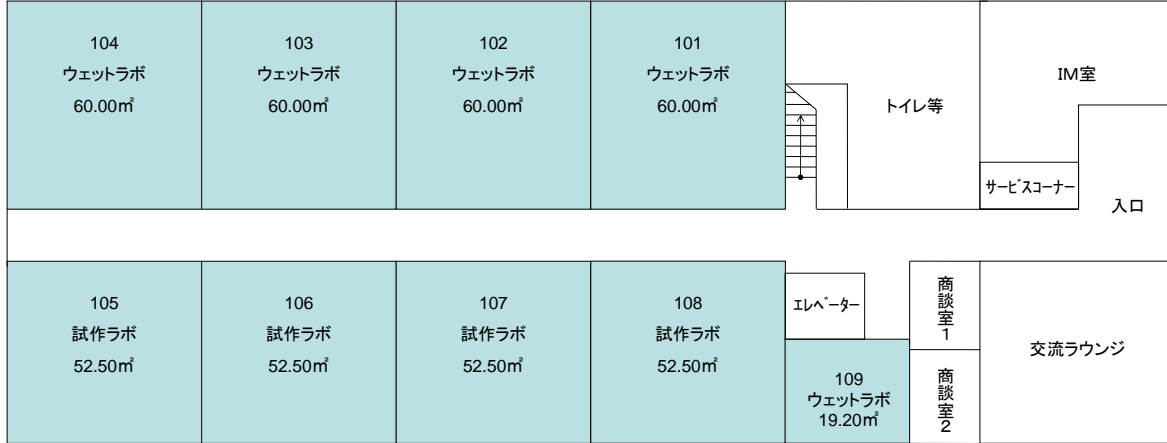 104
ウェットラボ
60.00㎡
103
ウェットラボ
60.00㎡
102
ウェットラボ
60.00㎡
101
ウェットラボ
60.00㎡
トイレ等
IM室
サービスコーナー
入口
105
試作ラボ
52.50㎡
106
試作ラボ
52.50㎡
107
試作ラボ
52.50㎡
108
試作ラボ
52.50㎡
エレベーター
109
ウェットラボ
19.20㎡
商談室1
商談室2
交流ラウンジ